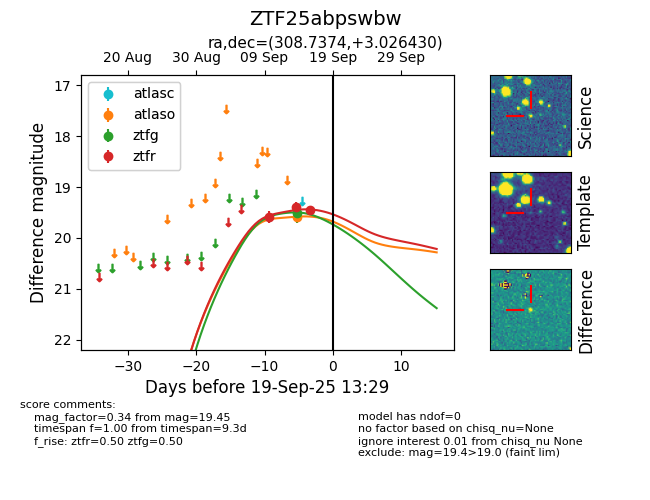 ZTF25abpswbw
ra,dec=(308.7374,+3.026430)
20 Aug 30 Aug 09 Sep 19 Sep 29 Sep
17
18
19
20
21
22
Difference magnitude
atlasc
atlaso
ztfg
ztfr
−30 −20 −10 0 10
Days before 19-Sep-25 13:29
Science
Template
Difference
score comments:
mag_factor=0.34 from mag=19.45
timespan f=1.00 from timespan=9.3d
f_rise: ztfr=0.50 ztfg=0.50
model has ndof=0
no factor based on chisq_nu=None
ignore interest 0.01 from chisq_nu None
exclude: mag=19.4>19.0 (faint lim)